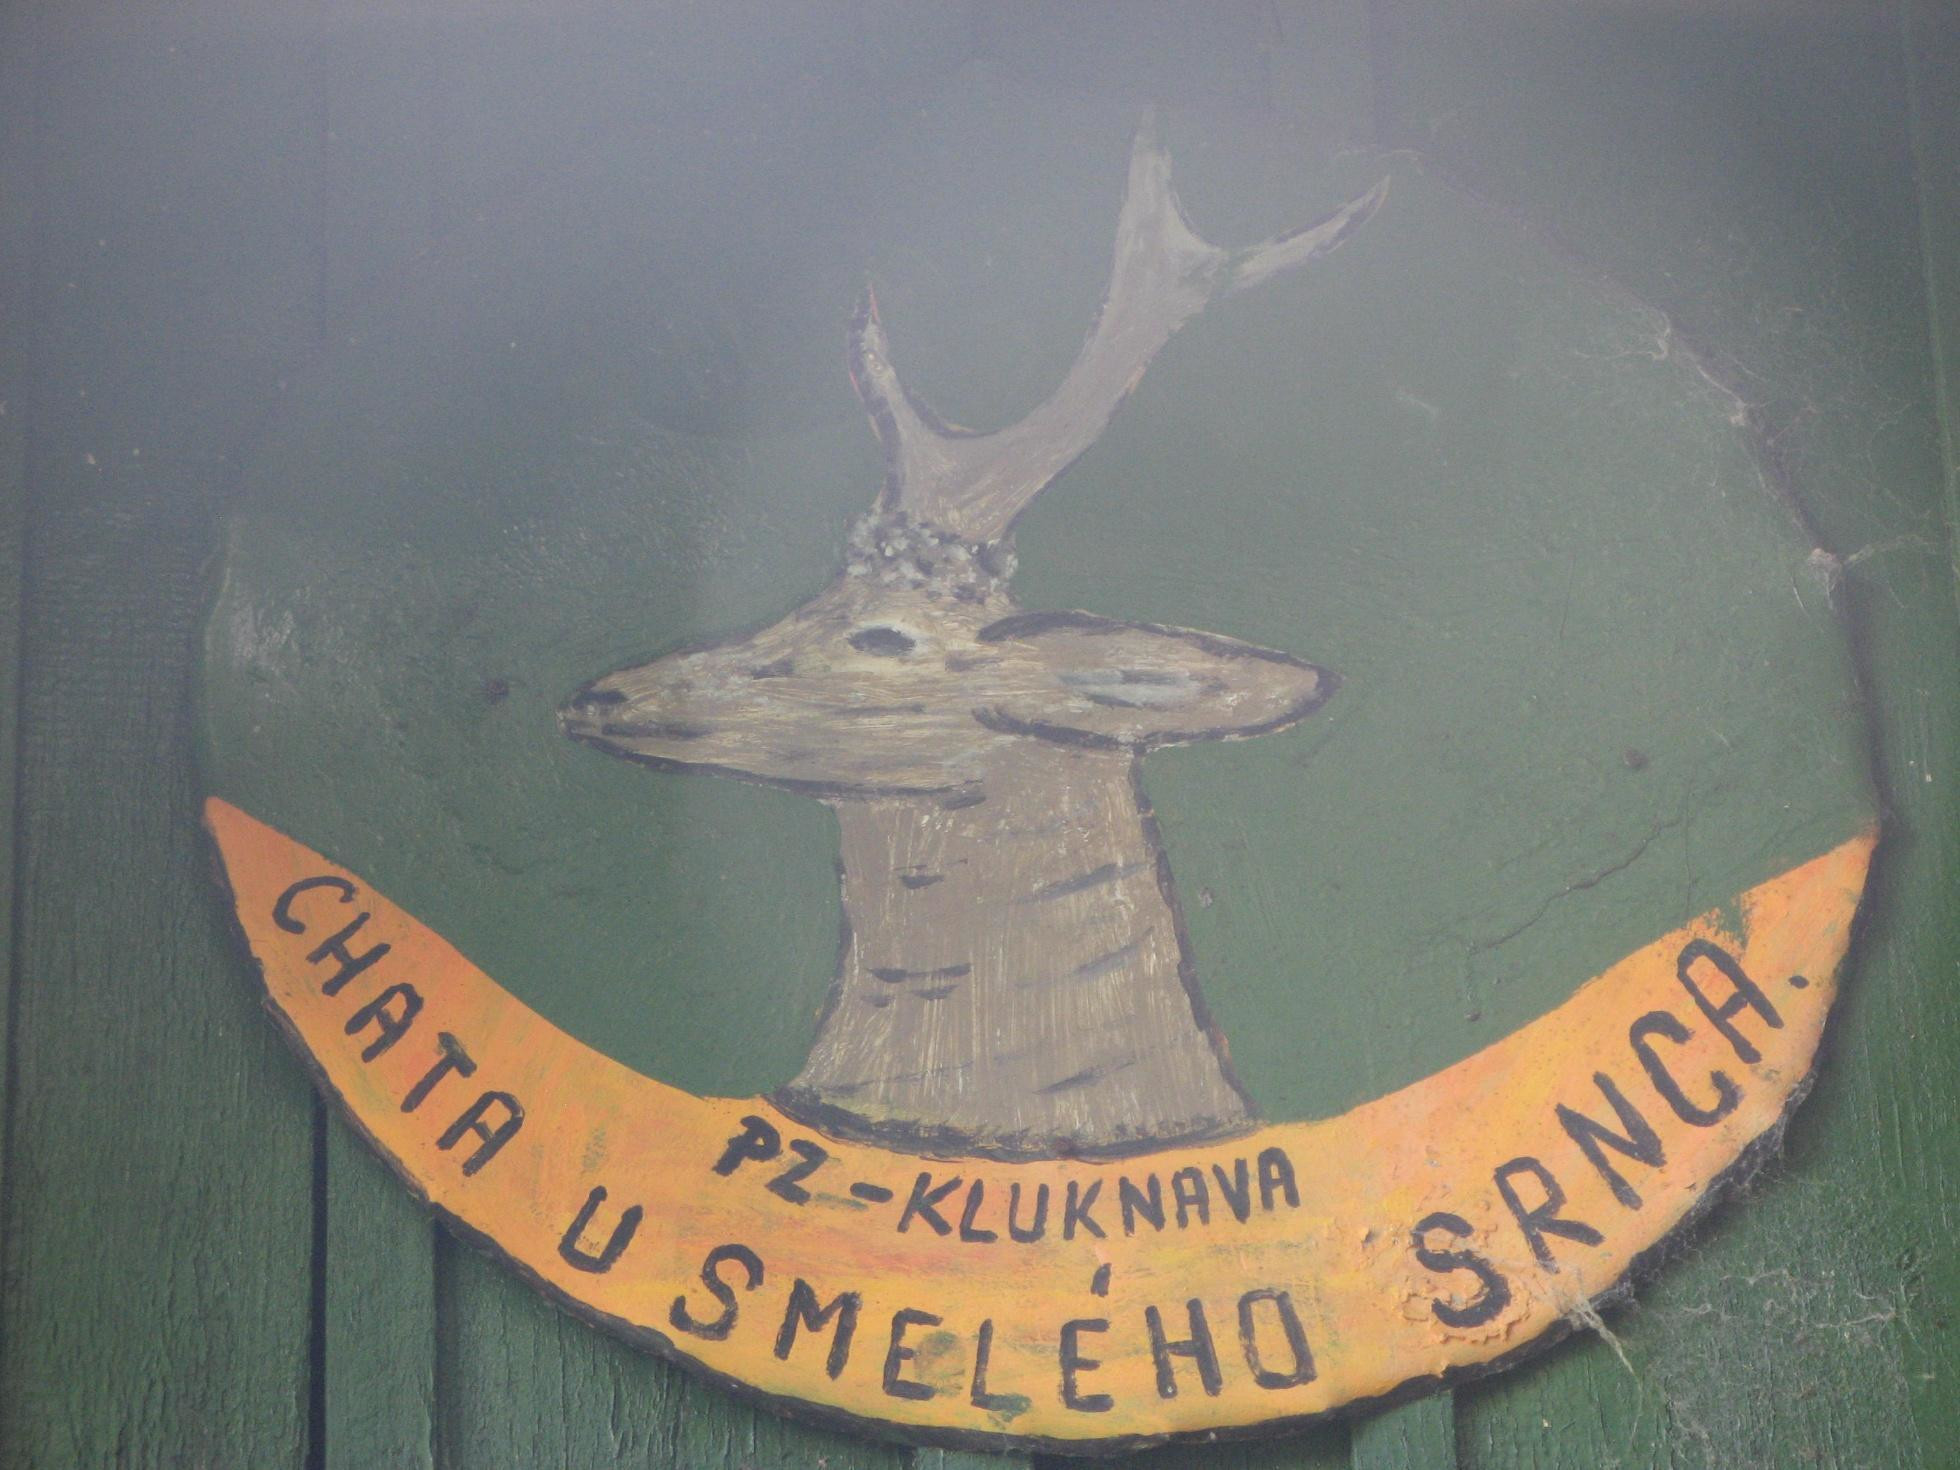 PZ-KLUKNAVA
CHATA U SMELÉHO SRNCA.